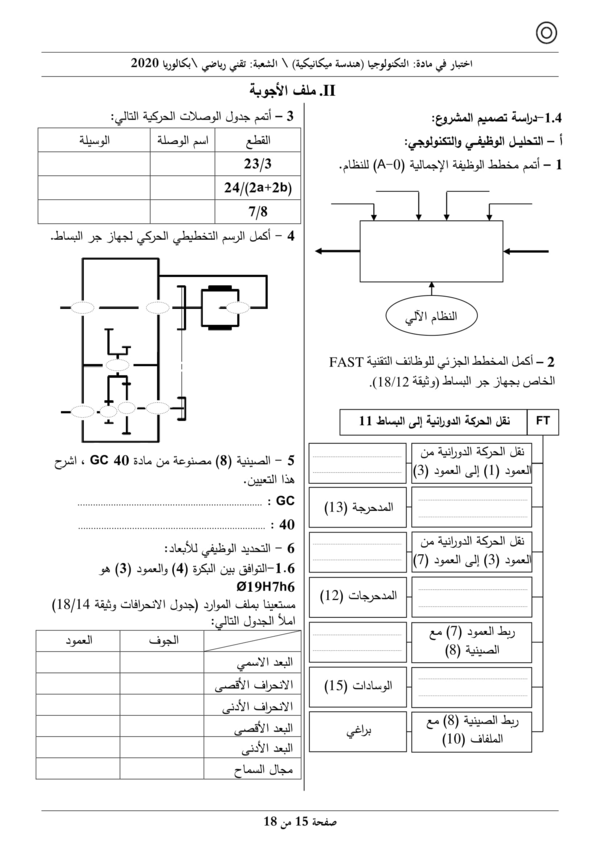 اختبار في مادة: التكنولوجيا (هندسة ميكانيكية) \ الشعبة: تقني رياضي \بكالوريا 2020
II. ملف الأجوبة
1.4-دراسة تصميم المشروع:
أ - التحليل الوظيفي والتكنولوجي:
1 - أتمم مخطط الوظيفة الإجمالية (A-0) للنظام.
النظام الآلي
2 - أكمل المخطط الجزئي للوظائف التقنية FAST
الخاص بجهاز جر البساط (وثيقة 18/12).
FT
نقل الحركة الدورانية إلى البساط 11
نقل الحركة الدورانية من
العمود (1) إلى العمود (3)
المدحرجة (13)
نقل الحركة الدورانية من
العمود (3) إلى العمود (7)
المدحرجات (12)
ربط العمود (7) مع
الصينية (8)
الوسادات (15)
ربط الصينية (8) مع
الملفاف (10)
براغي
3 - أتمم جدول الوصلات الحركية التالي:
القطع
اسم الوصلة
الوسيلة
23/3
24/(2a+2b)
7/8
4 - أكمل الرسم التخطيطي الحركي لجهاز جر البساط.
5 - الصينية (8) مصنوعة من مادة GC 40 ، اشرح
هذا التعيين.
GC : ................................................
40 : ................................................
6 - التحديد الوظيفي للأبعاد:
1.6-التوافق بين البكرة (4) والعمود (3) هو
Ø19H7h6
مستعينا بملف الموارد (جدول الانحرافات وثيقة 18/14)
املأ الجدول التالي:
الجوف
العمود
البعد الاسمي
الانحراف الأقصى
الانحراف الأدنى
البعد الأقصى
البعد الأدنى
مجال السماح
صفحة 15 من 18